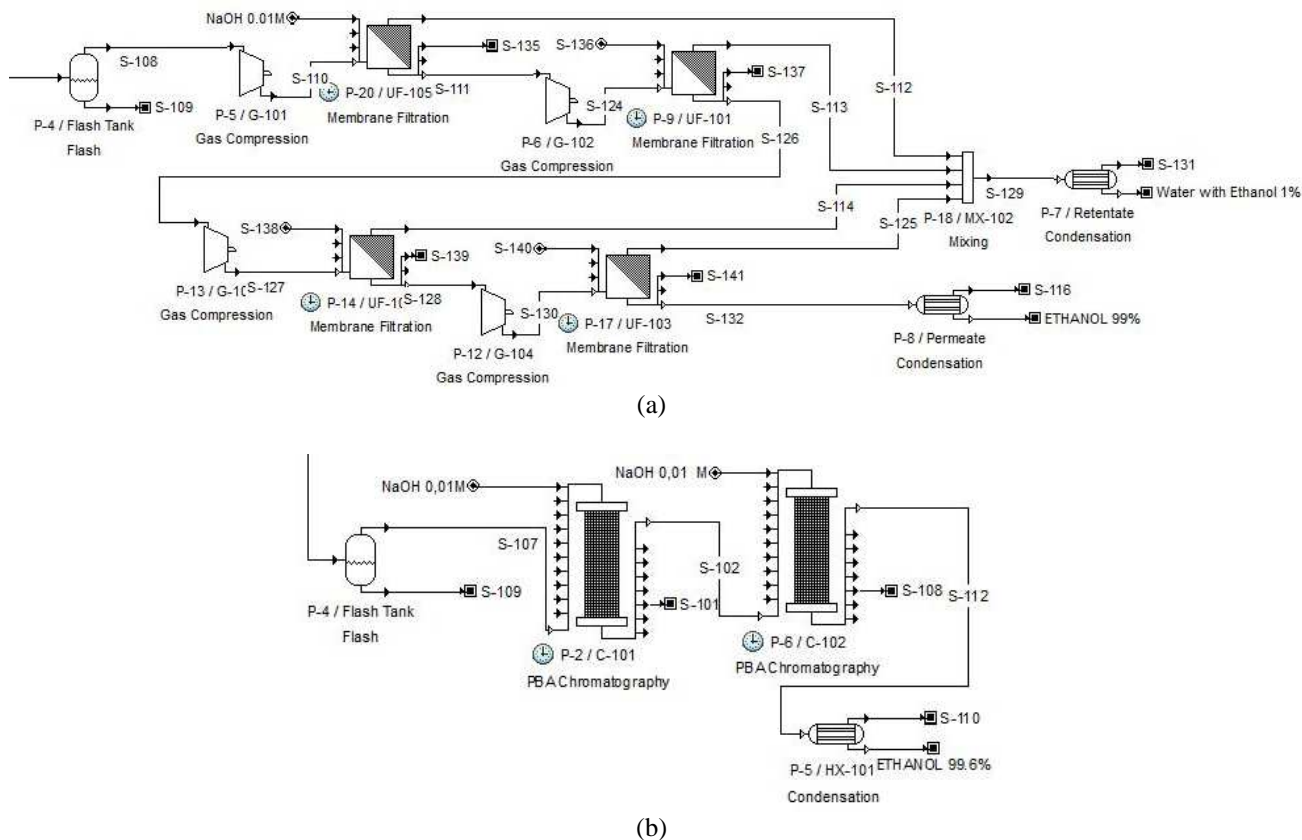 NaOH 0.01M
S-108
S-109
P-4 / Flash Tank
Flash
P-5 / G-101
Gas Compression
S-110
P-20 / UF-105
Membrane Filtration
S-135
S-111
S-136
P-6 / G-102
Gas Compression
S-124
P-9 / UF-101
Membrane Filtration
S-137
S-126
S-113
S-112
S-129
P-18 / MX-102
Mixing
S-131
Water with Ethanol 1%
P-7 / Retentate
Condensation
S-138
P-13 / G-10
S-127
Gas Compression
P-14 / UF-10
Membrane Filtration
S-139
S-128
S-114
S-125
S-140
P-12 / G-104
Gas Compression
S-130
P-17 / UF-103
Membrane Filtration
S-141
S-132
S-116
ETHANOL 99%
P-8 / Permeate
Condensation
(a)
NaOH 0,01M
NaOH 0,01 M
S-107
S-109
P-4 / Flash Tank
Flash
S-101
P-2 / C-101
PBA Chromatography
S-102
S-108
S-112
P-6 / C-102
PBA Chromatography
S-110
ETHANOL 99.6%
P-5 / HX-101
Condensation
(b)